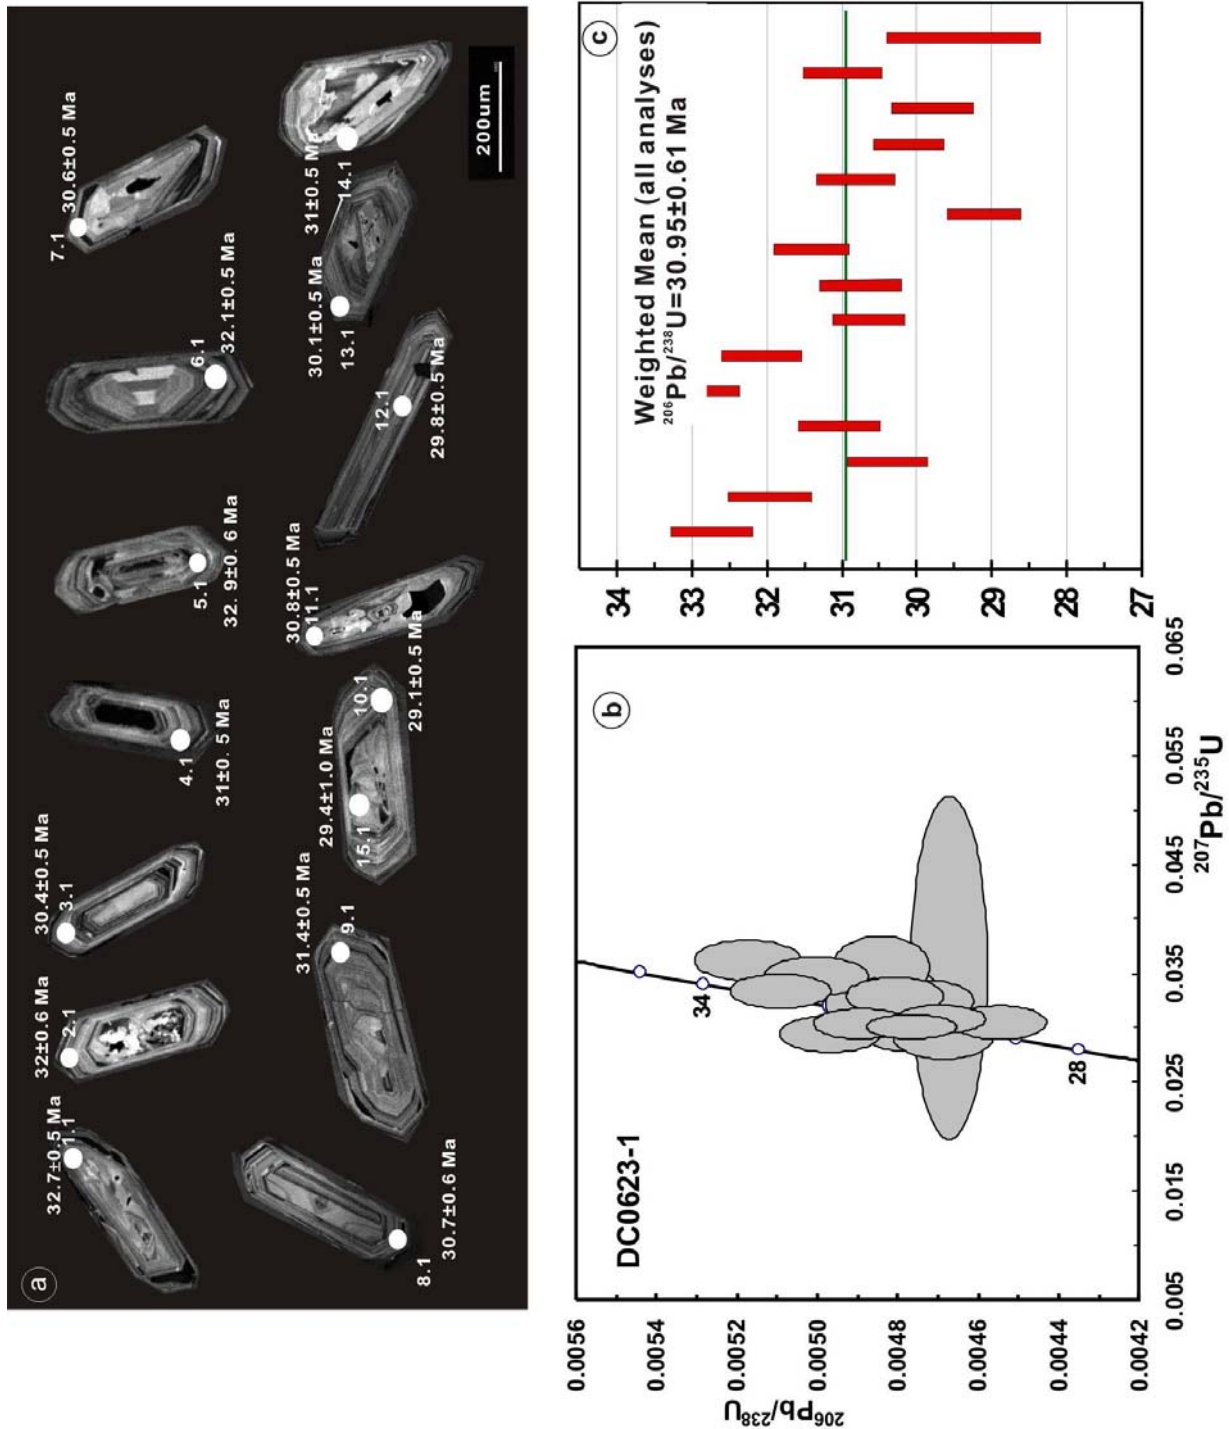 a
32.7±0.5 Ma
1.1
32±0.6 Ma
2.1
30.4±0.5 Ma
3.1
4.1
31±0. 5 Ma
5.1
32. 9±0. 6 Ma
6.1
32.1±0.5 Ma
7.1
30.6±0.5 Ma
8.1
30.7±0.6 Ma
31.4±0.5 Ma
9.1
29.4±1.0 Ma
15.1
10.1
29.1±0.5 Ma
30.8±0.5 Ma
11.1
12.1
29.8±0.5 Ma
30.1±0.5 Ma
13.1
31±0.5 Ma
14.1
200um
b
DC0623-1
34
28
0.0056
0.0054
0.0052
0.0050
0.0048
0.0046
0.0044
0.0042
²⁰⁶Pb/²³⁸U
0.005
0.015
0.025
0.035
0.045
0.055
0.065
²⁰⁷Pb/²³⁵U
c
Weighted Mean (all analyses)
²⁰⁶Pb/²³⁸U=30.95±0.61 Ma
34
33
32
31
30
29
28
27